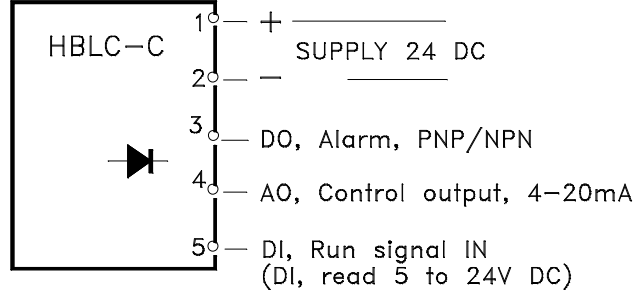 HBLC-C
1 + SUPPLY 24 DC
2 −
3 DO, Alarm, PNP/NPN
4 AO, Control output, 4-20mA
5 DI, Run signal IN
(DI, read 5 to 24V DC)